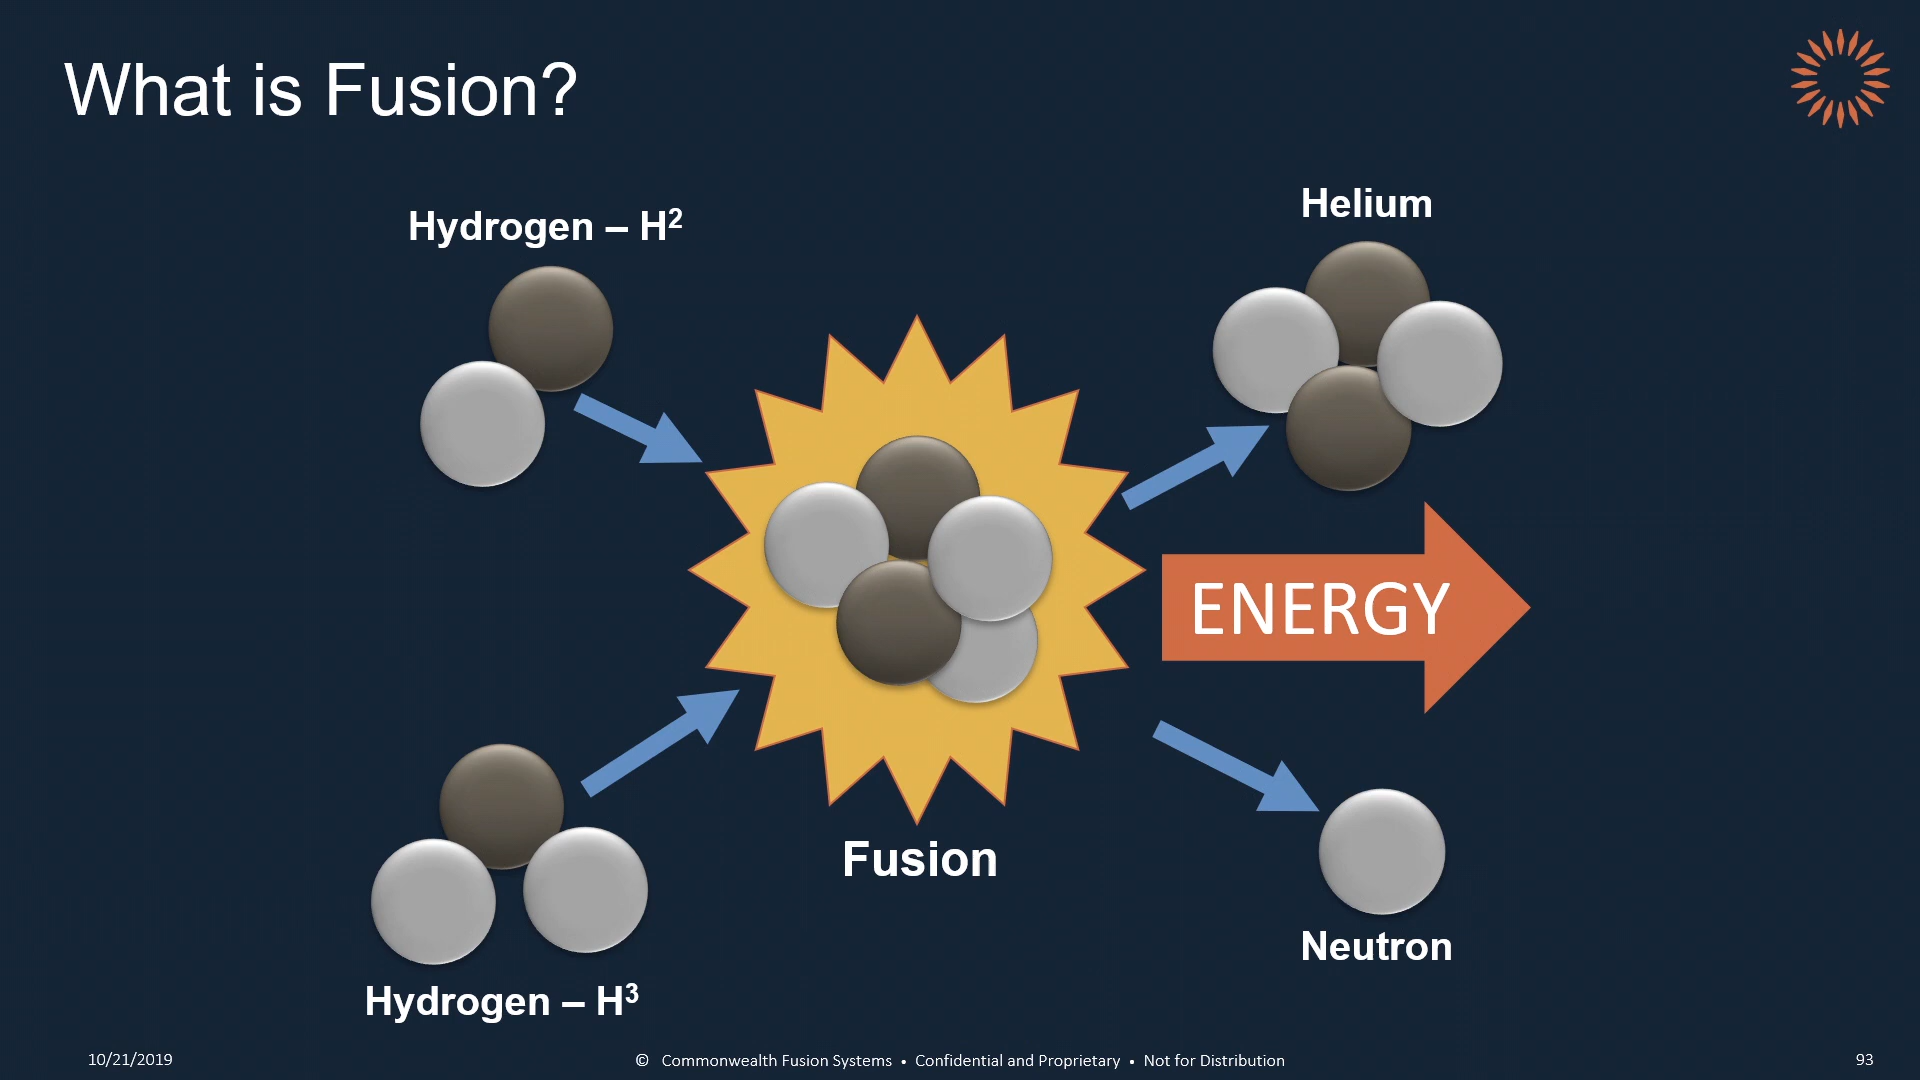 What is Fusion?
Hydrogen – H²
Helium
ENERGY
Fusion
Neutron
Hydrogen – H³
10/21/2019
© Commonwealth Fusion Systems • Confidential and Proprietary • Not for Distribution
93